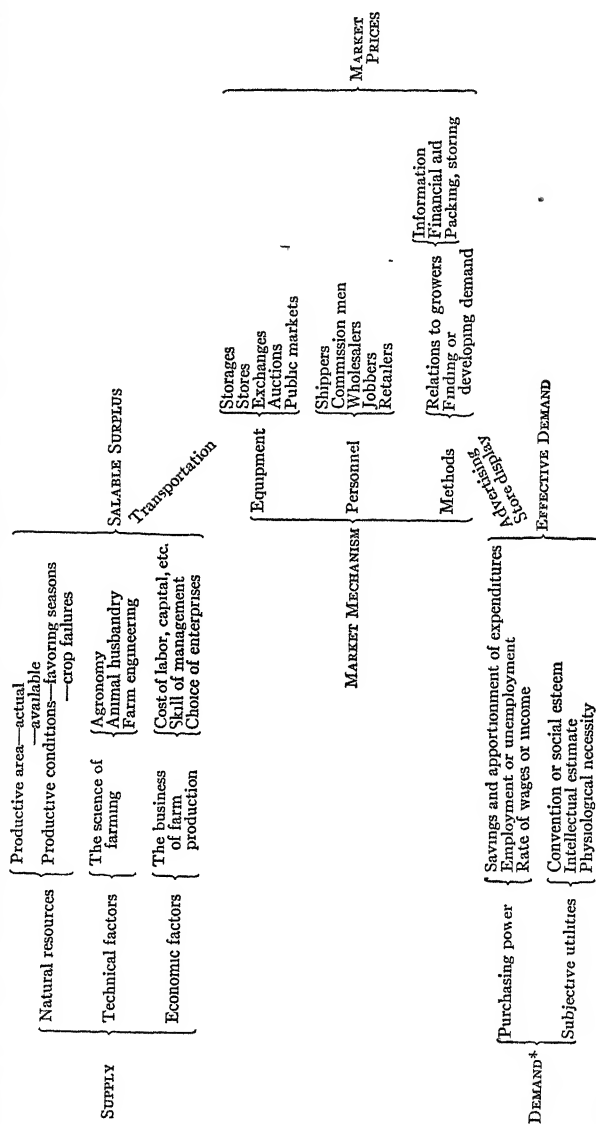 SUPPLY
Natural resources
Productive area—actual
—available
Productive conditions—favoring seasons
—crop failures
Technical factors
The science of
farming
Agronomy
Animal husbandry
Farm engineering
Economic factors
The business
of farm
production
Cost of labor, capital, etc.
Skill of management
Choice of enterprises
SALABLE SURPLUS
Transportation
MARKET MECHANISM
Equipment
Storages
Stores
Exchanges
Auctions
Public markets
Personnel
Shippers
Commission men
Wholesalers
Jobbers
Retailers
Methods
Relations to growers
Finding or
developing demand
Information
Financial aid
Packing, storing
MARKET
PRICES
Advertising
Store display
DEMAND*
Purchasing power
Savings and apportionment of expenditures
Employment or unemployment
Rate of wages or income
Subjective utilities
Convention or social esteem
Intellectual estimate
Physiological necessity
EFFECTIVE DEMAND